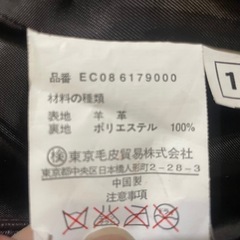 品番 EC086179000
材料の種類
表地 羊革
裏地 ポリエステル 100%
㈱東京毛皮貿易株式会社
東京都中央区日本橋人形町2-28-3
中国製
注意事項
1